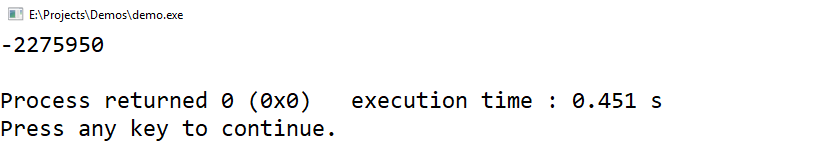 E:\Projects\Demos\demo.exe
-2275950
Process returned 0 (0x0)   execution time : 0.451 s
Press any key to continue.